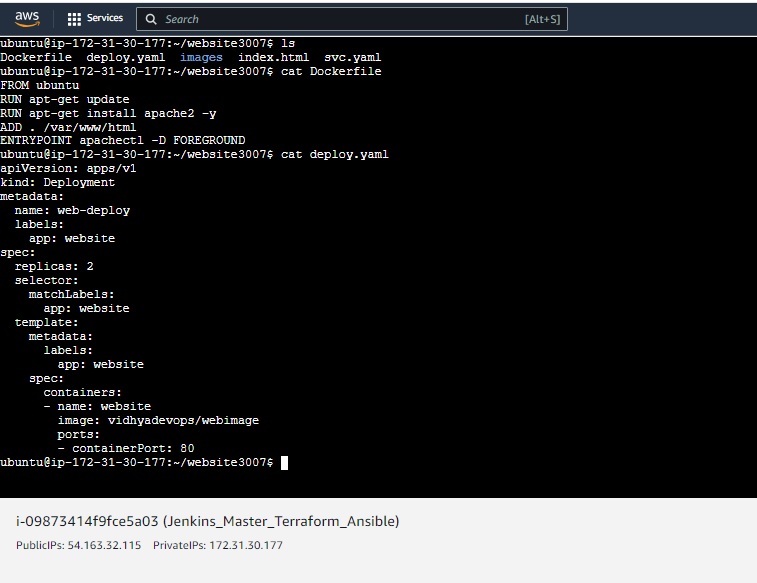 aws
Services
Search
[Alt+S]
ubuntu@ip-172-31-30-177:~/website3007$ ls
Dockerfile  deploy.yaml  images  index.html  svc.yaml
ubuntu@ip-172-31-30-177:~/website3007$ cat Dockerfile
FROM ubuntu
RUN apt-get update
RUN apt-get install apache2 -y
ADD . /var/www/html
ENTRYPOINT apachectl -D FOREGROUND
ubuntu@ip-172-31-30-177:~/website3007$ cat deploy.yaml
apiVersion: apps/v1
kind: Deployment
metadata:
  name: web-deploy
  labels:
    app: website
spec:
  replicas: 2
  selector:
    matchLabels:
      app: website
  template:
    metadata:
      labels:
        app: website
    spec:
      containers:
      - name: website
        image: vidhyadevops/webimage
        ports:
        - containerPort: 80
ubuntu@ip-172-31-30-177:~/website3007$
i-09873414f9fce5a03 (Jenkins_Master_Terraform_Ansible)
PublicIPs: 54.163.32.115   PrivateIPs: 172.31.30.177